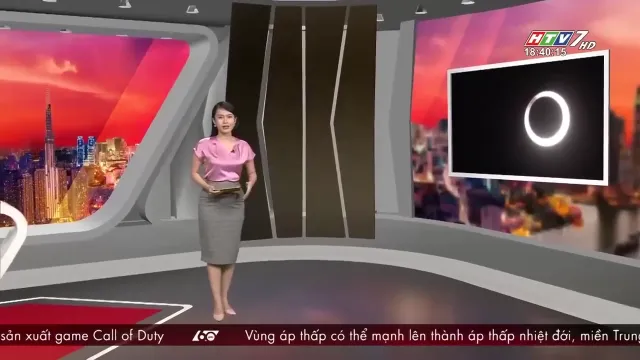 HTV7 HD
18:40:15
sản xuất game Call of Duty 60 Vùng áp thấp có thể mạnh lên thành áp thấp nhiệt đới, miền Trung